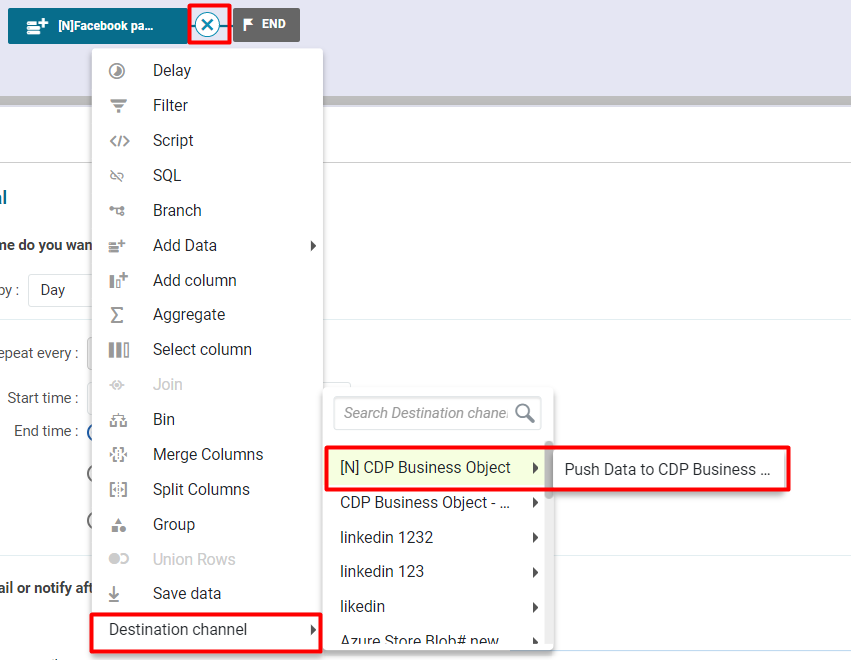 [N]Facebook pa...
END
Delay
Filter
Script
SQL
Branch
Add Data
Add column
Aggregate
Select column
Join
Bin
Merge Columns
Split Columns
Group
Union Rows
Save data
Destination channel
Search Destination chane
[N] CDP Business Object
Push Data to CDP Business ...
CDP Business Object - ...
linkedin 1232
linkedin 123
likedin
Azure Store Blob# new
al
me do you wan
by :
Day
epeat every :
Start time :
End time :
ail or notify aft